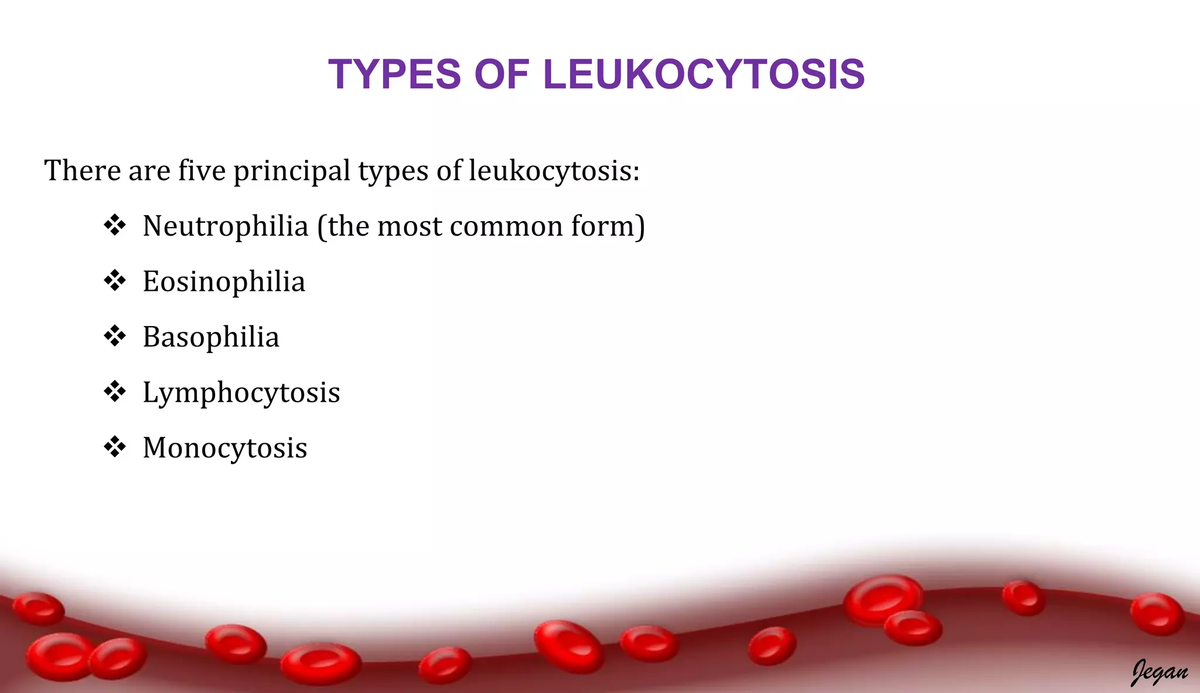 TYPES OF LEUKOCYTOSIS
There are five principal types of leukocytosis:
❖ Neutrophilia (the most common form)
❖ Eosinophilia
❖ Basophilia
❖ Lymphocytosis
❖ Monocytosis
Jegan